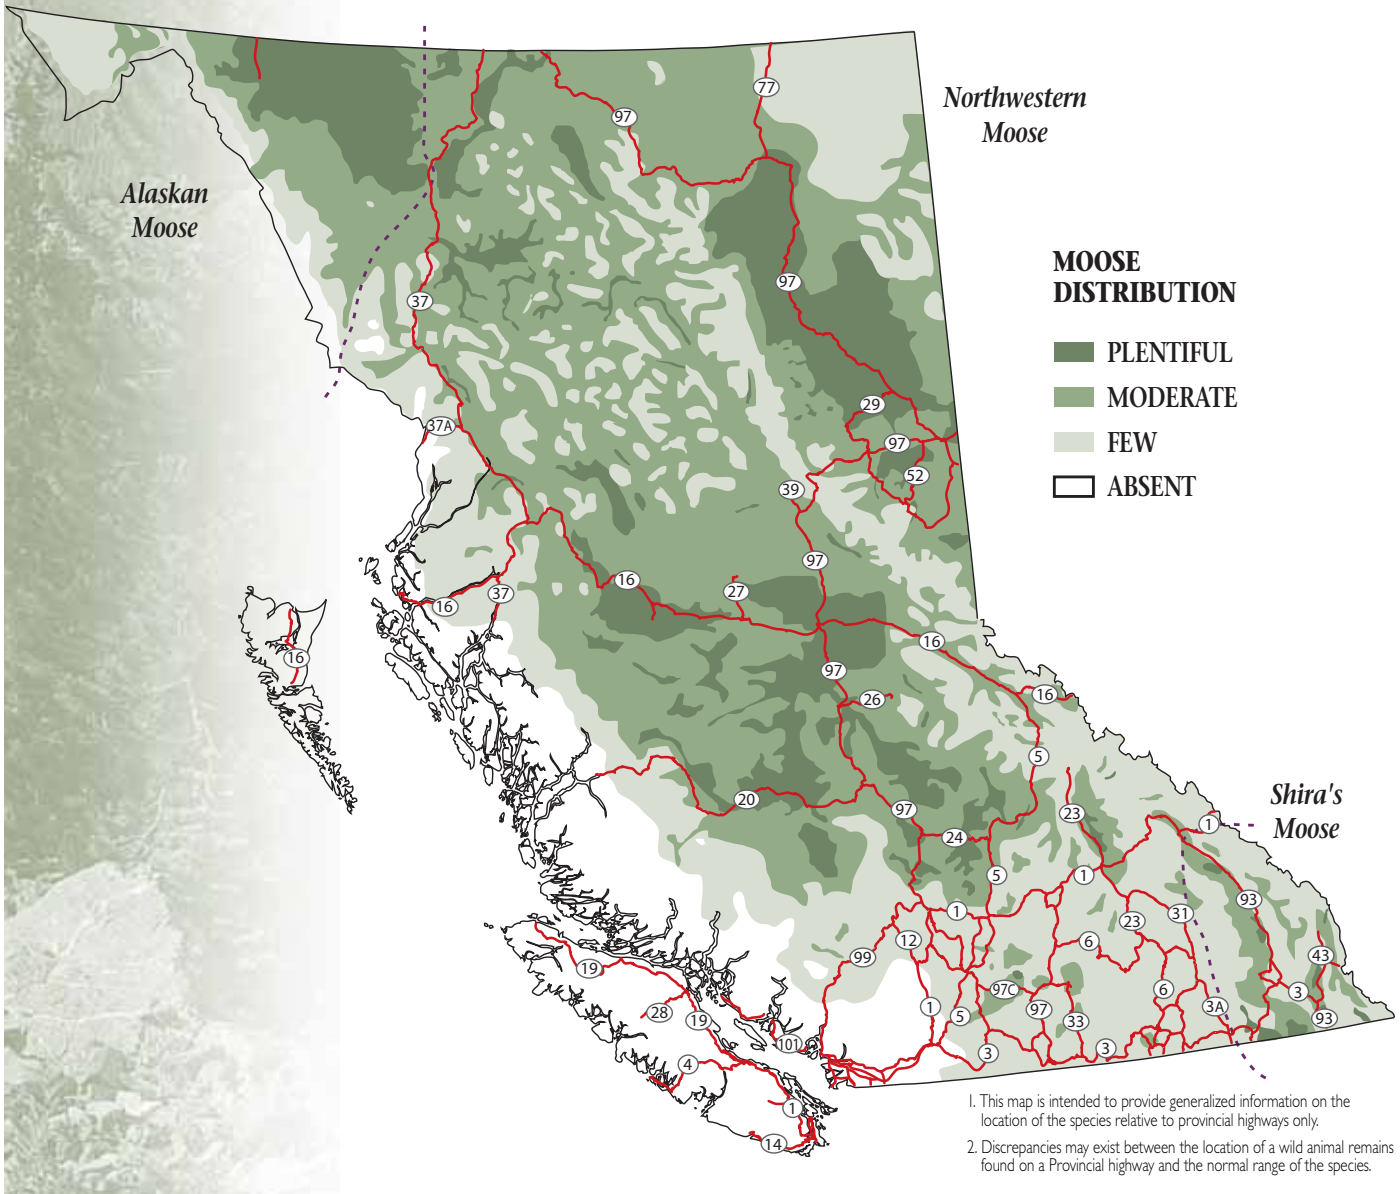 Northwestern
Moose
Alaskan
Moose
MOOSE
DISTRIBUTION
PLENTIFUL
MODERATE
FEW
ABSENT
Shira's
Moose
77
97
97
37
29
37A
97
52
39
97
16
27
37
16
16
16
97
26
16
5
20
97
23
1
24
5
1
93
1
31
23
12
6
99
43
19
97C
6
3
28
1
3A
97
5
93
19
33
101
3
3
4
1
14
1. This map is intended to provide generalized information on the
location of the species relative to provincial highways only.
2. Discrepancies may exist between the location of a wild animal remains
found on a Provincial highway and the normal range of the species.